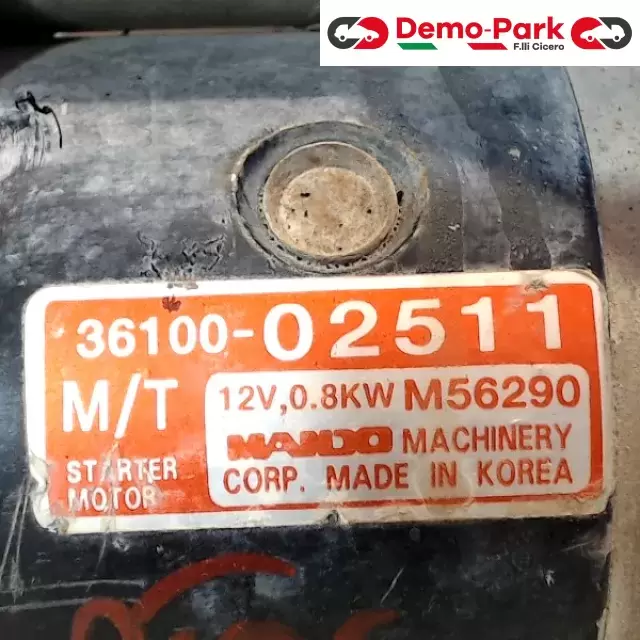 Demo-Park
F.lli Cicero
36100-02511
M/T
STARTER
MOTOR
12V, 0.8KW M56290
MANDO MACHINERY
CORP. MADE IN KOREA